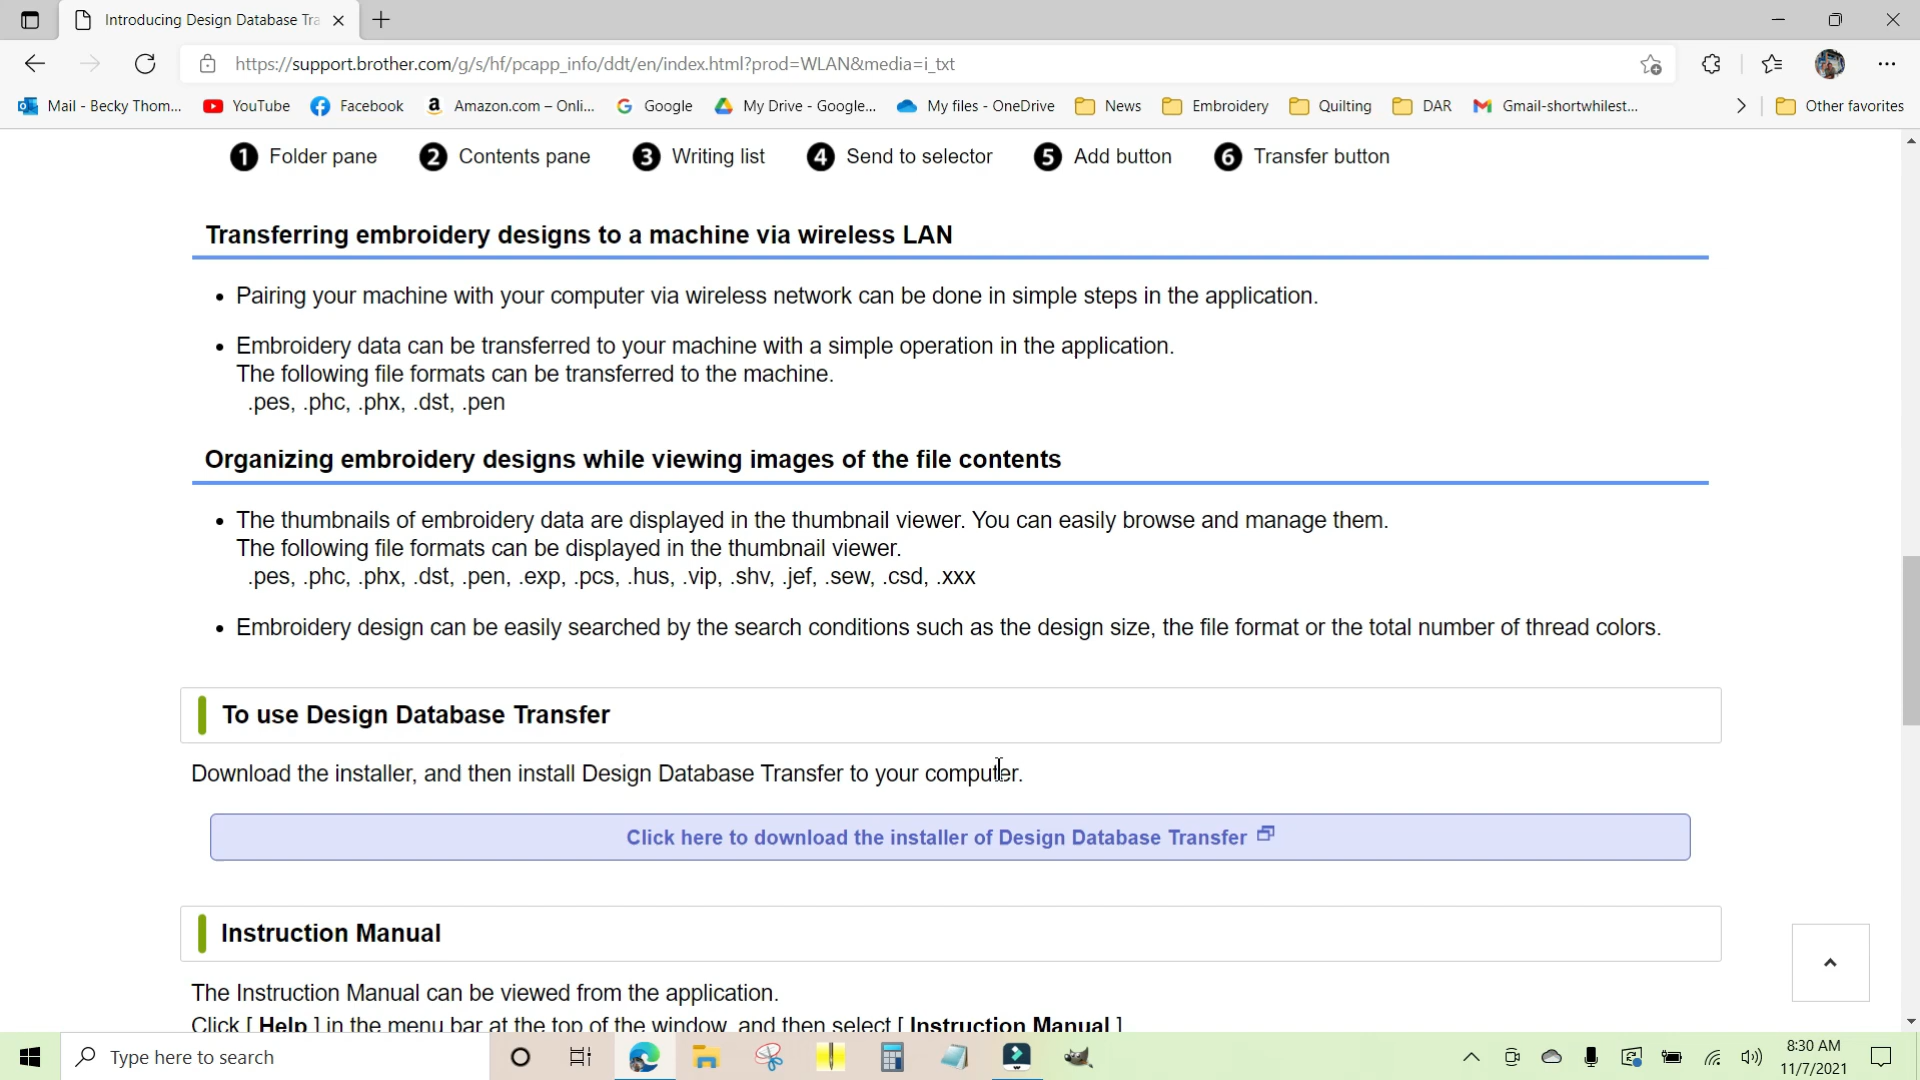 Introducing Design Database Tra
https://support.brother.com/g/s/hf/pcapp_info/ddt/en/index.html?prod=WLAN&media=i_txt
Mail - Becky Thom... YouTube Facebook Amazon.com – Onli... Google My Drive - Google... My files - OneDrive News Embroidery Quilting DAR Gmail-shortwhilest... Other favorites
1 Folder pane 2 Contents pane 3 Writing list 4 Send to selector 5 Add button 6 Transfer button
Transferring embroidery designs to a machine via wireless LAN
• Pairing your machine with your computer via wireless network can be done in simple steps in the application.
• Embroidery data can be transferred to your machine with a simple operation in the application.
The following file formats can be transferred to the machine.
.pes, .phc, .phx, .dst, .pen
Organizing embroidery designs while viewing images of the file contents
• The thumbnails of embroidery data are displayed in the thumbnail viewer. You can easily browse and manage them.
The following file formats can be displayed in the thumbnail viewer.
.pes, .phc, .phx, .dst, .pen, .exp, .pcs, .hus, .vip, .shv, .jef, .sew, .csd, .xxx
• Embroidery design can be easily searched by the search conditions such as the design size, the file format or the total number of thread colors.
To use Design Database Transfer
Download the installer, and then install Design Database Transfer to your computer.
Click here to download the installer of Design Database Transfer
Instruction Manual
The Instruction Manual can be viewed from the application.
Click [ Help ] in the menu bar at the top of the window, and then select [ Instruction Manual ]
Type here to search
8:30 AM
11/7/2021